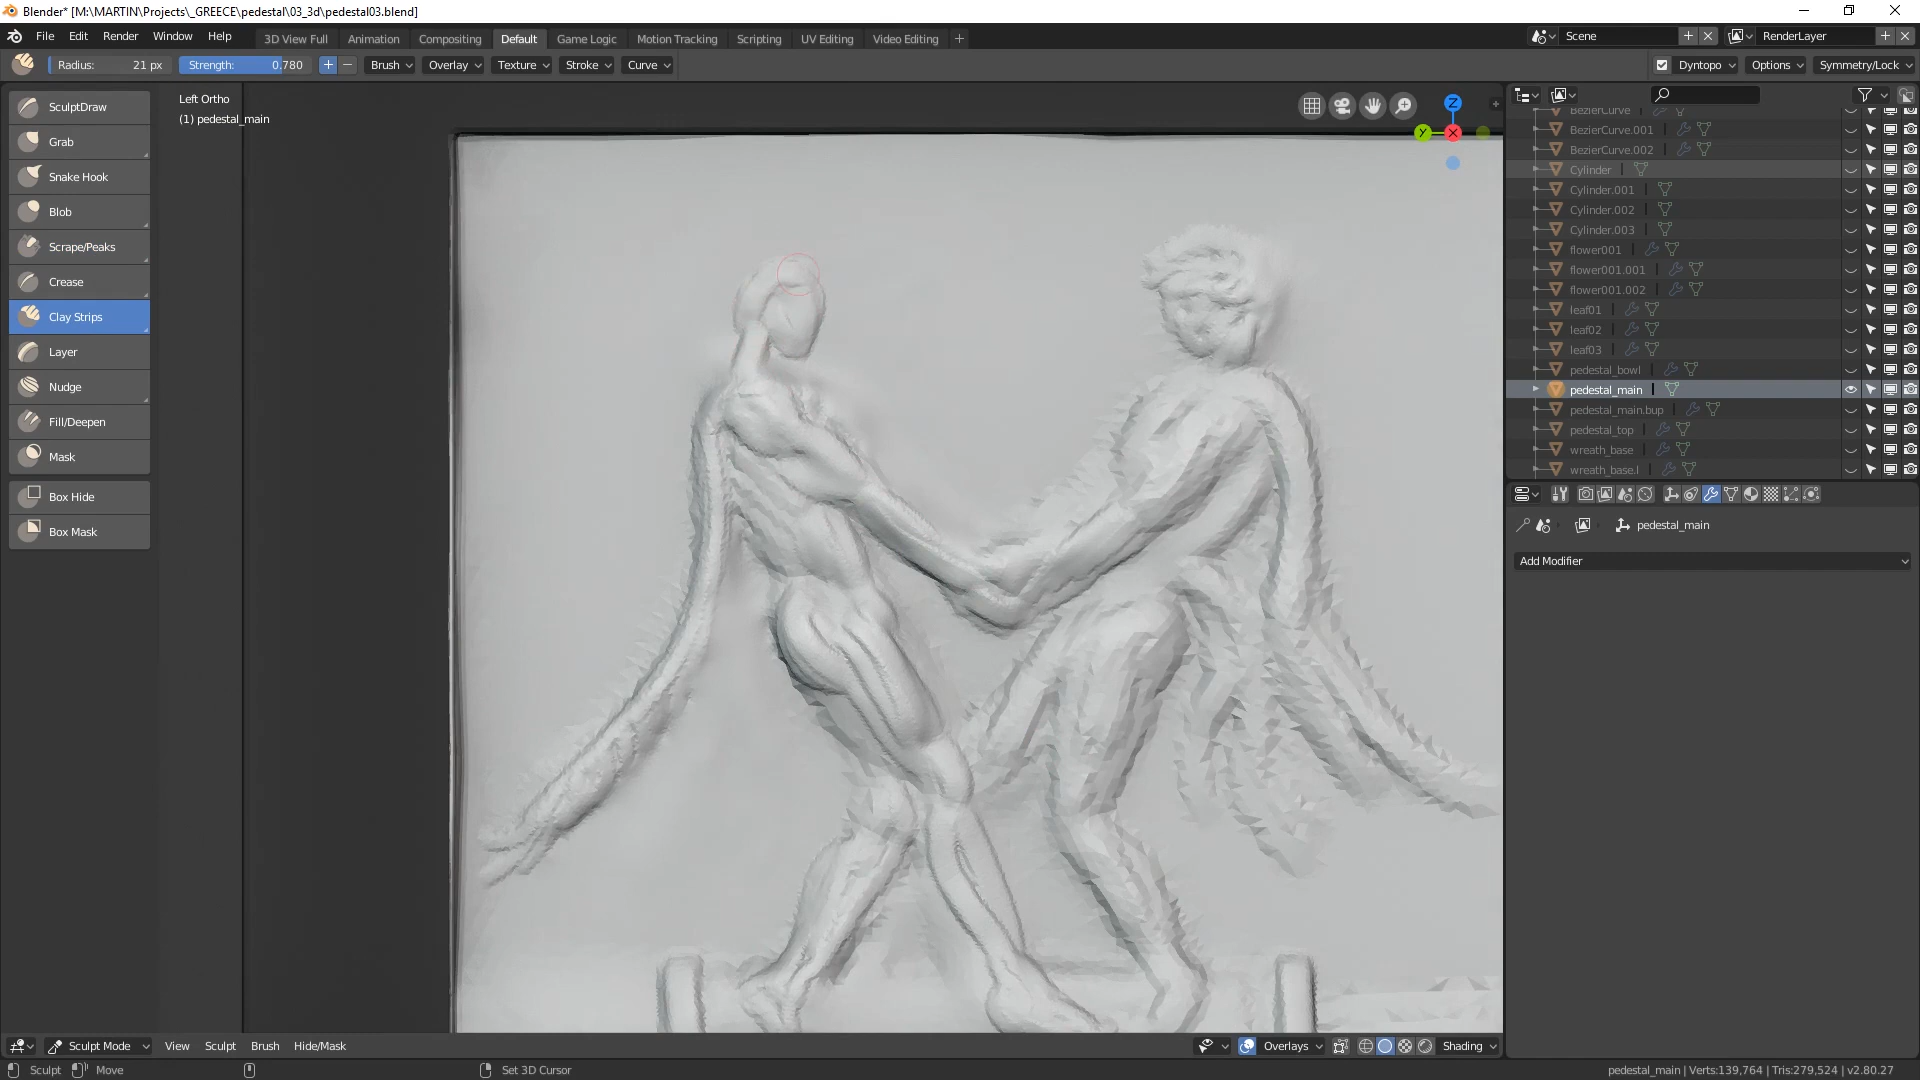 Blender* [M:\MARTIN\Projects\_GREECE\pedestal\03_3d\pedestal03.blend]
File Edit Render Window Help 3D View Full Animation Compositing Default Game Logic Motion Tracking Scripting UV Editing Video Editing Scene RenderLayer
Radius: 21 px Strength: 0.780 Brush Overlay Texture Stroke Curve Dyntopo Options Symmetry/Lock
SculptDraw
Grab
Snake Hook
Blob
Scrape/Peaks
Crease
Clay Strips
Layer
Nudge
Fill/Deepen
Mask
Box Hide
Box Mask
Left Ortho
(1) pedestal_main
Z
Y
X
BezierCurve
BezierCurve.001
BezierCurve.002
Cylinder
Cylinder.001
Cylinder.002
Cylinder.003
flower001
flower001.001
flower001.002
leaf01
leaf02
leaf03
pedestal_bowl
pedestal_main
pedestal_main.bup
pedestal_top
wreath_base
wreath_base.l
pedestal_main
Add Modifier
Sculpt Mode View Sculpt Brush Hide/Mask Overlays Shading
Sculpt Move Set 3D Cursor pedestal_main | Verts:139,764 | Tris:279,524 | v2.80.27